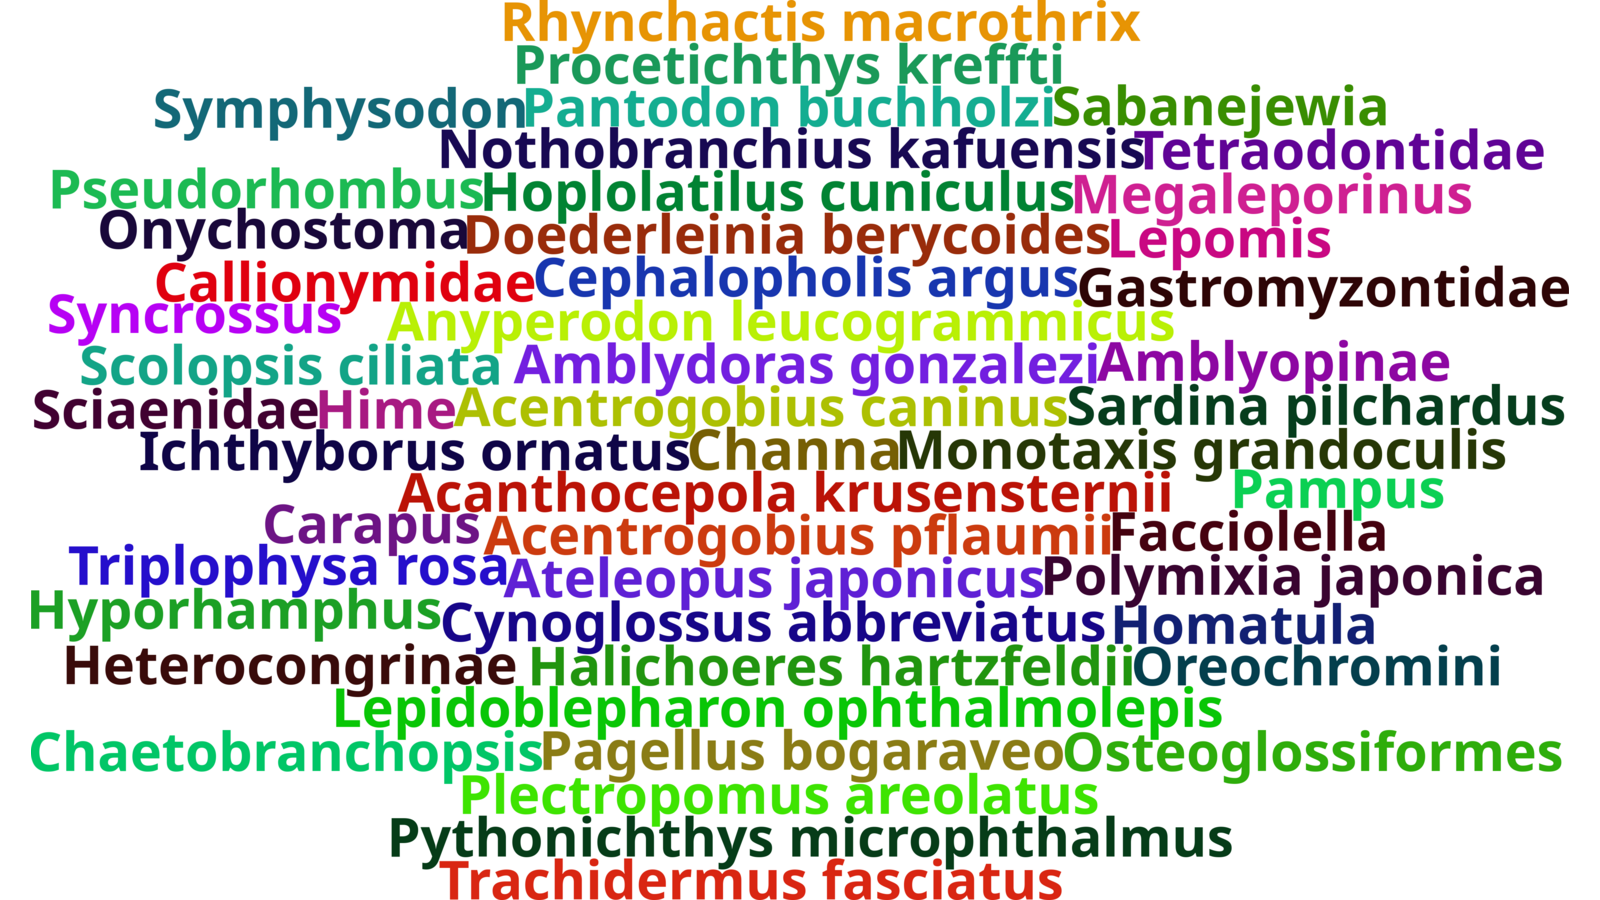 Rhynchactis macrothrix
Procetichthys kreffti
Symphysodon Pantodon buchholzi Sabanejewia
Nothobranchius kafuensis Tetraodontidae
Pseudorhombus Hoplolatilus cuniculus Megaleporinus
Onychostoma Doederleinia berycoides Lepomis
Callionymidae Cephalopholis argus Gastromyzontidae
Syncrossus Anyperodon leucogrammicus
Scolopsis ciliata Amblydoras gonzalezi Amblyopinae
Sciaenidae Hime Acentrogobius caninus Sardina pilchardus
Ichthyborus ornatus Channa Monotaxis grandoculis
Acanthocepola krusensternii Pampus
Carapus Acentrogobius pflaumii Facciolella
Triplophysa rosa Ateleopus japonicus Polymixia japonica
Hyporhamphus Cynoglossus abbreviatus Homatula
Heterocongrinae Halichoeres hartzfeldii Oreochromini
Lepidoblepharon ophthalmolepis
Chaetobranchopsis Pagellus bogaraveo Osteoglossiformes
Plectropomus areolatus
Pythonichthys microphthalmus
Trachidermus fasciatus